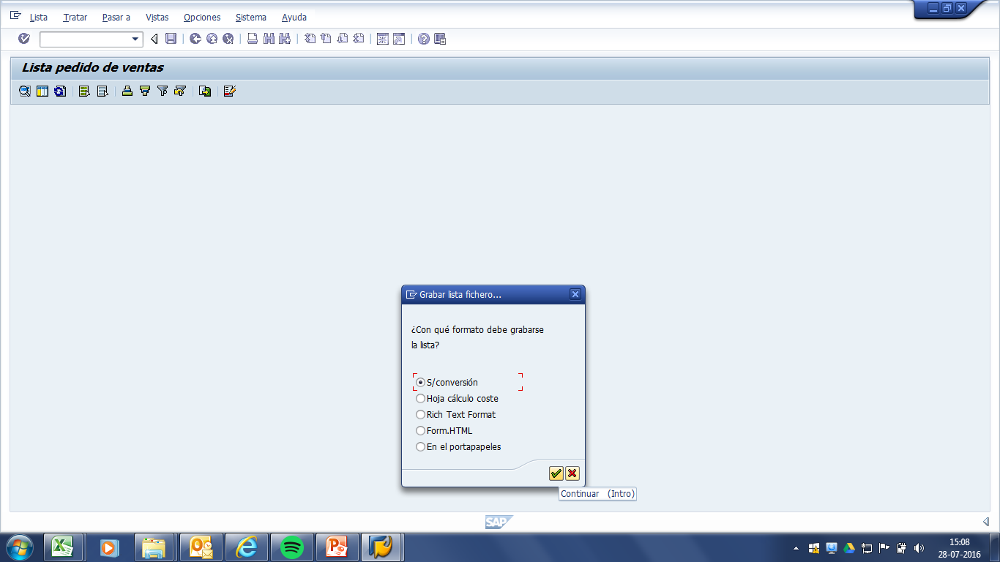 Lista Tratar Pasar a Vistas Opciones Sistema Ayuda
Lista pedido de ventas
Grabar lista fichero...
¿Con qué formato debe grabarse
la lista?
S/conversión
Hoja cálculo coste
Rich Text Format
Form.HTML
En el portapapeles
Continuar (Intro)
SAP
15:08
28-07-2016